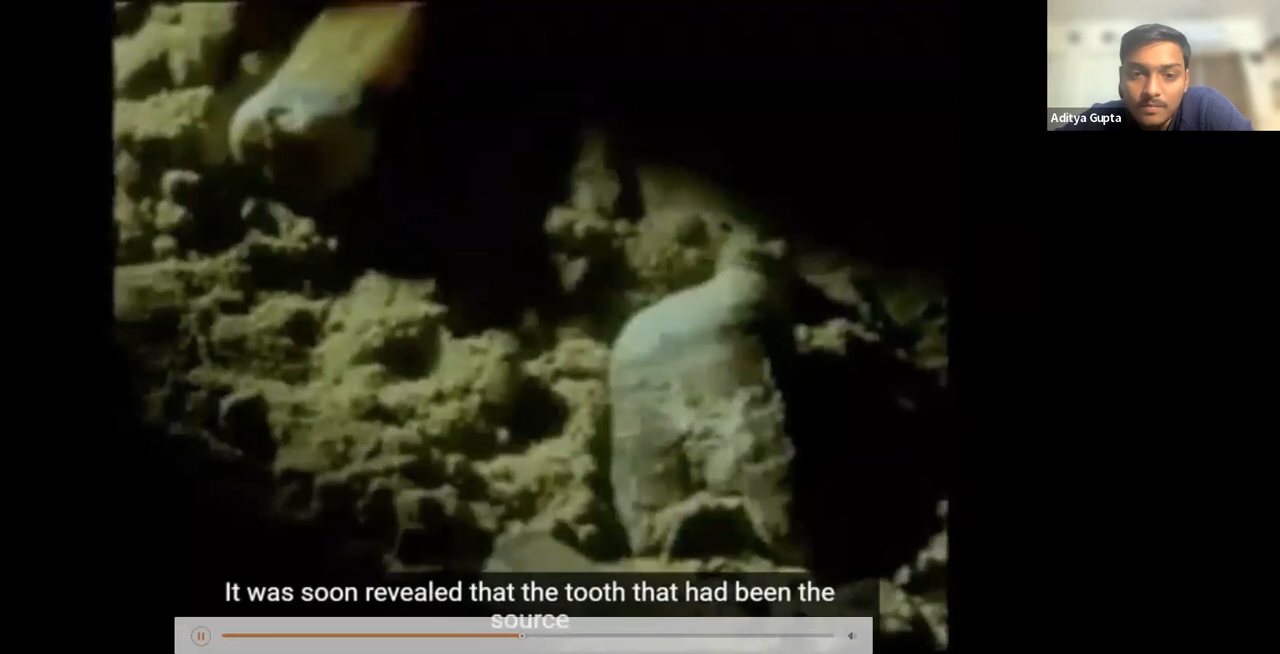 Aditya Gupta
It was soon revealed that the tooth that had been the
source